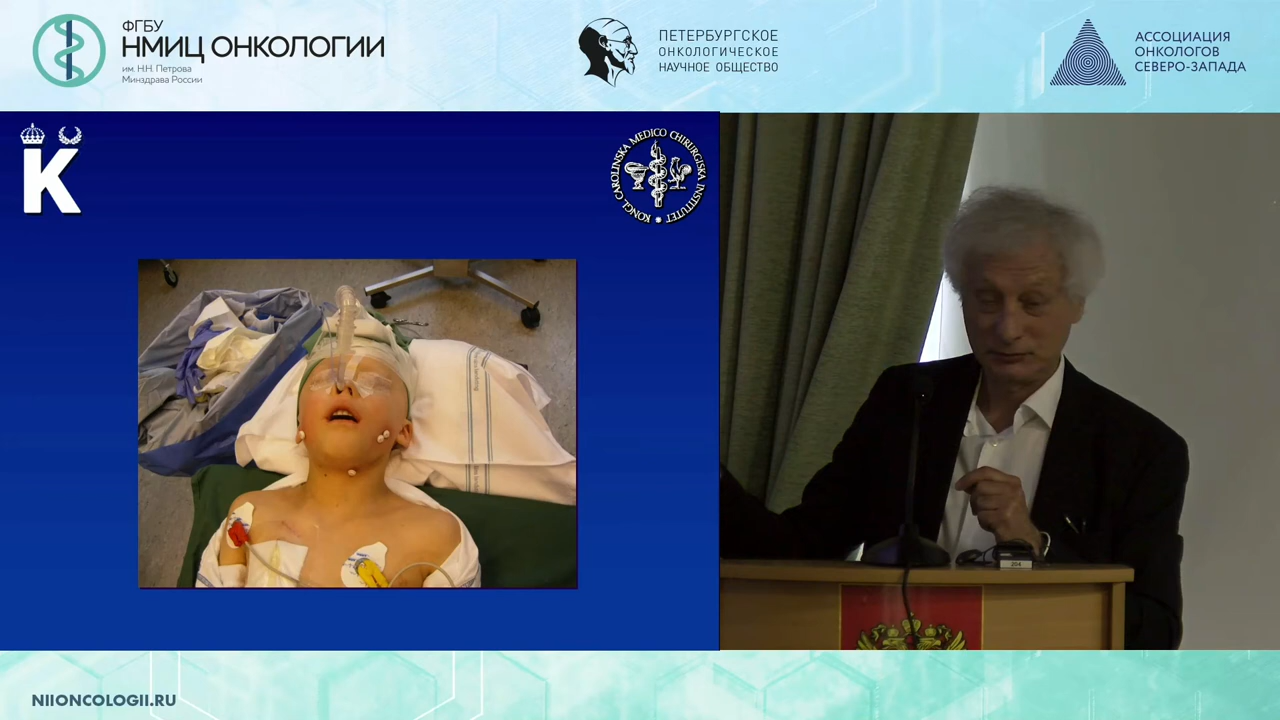 ФГБУ
НМИЦ ОНКОЛОГИИ
им. Н.Н. Петрова
Минздрава России
ПЕТЕРБУРГСКОЕ
ОНКОЛОГИЧЕСКОЕ
НАУЧНОЕ ОБЩЕСТВО
АССОЦИАЦИЯ
ОНКОЛОГОВ
СЕВЕРО-ЗАПАДА
K
KONGL CAROLINSKA MEDICO CHIRURGISKA INSTITUTET
204
NIIONCOLOGII.RU